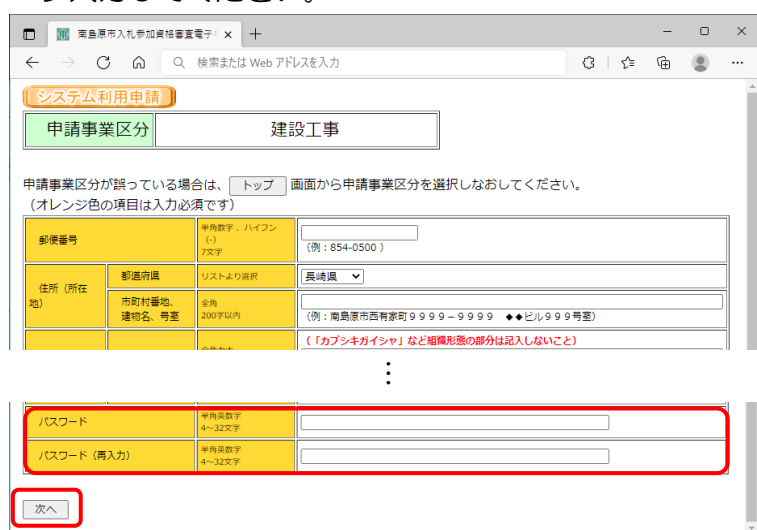 南島原市入札参加資格審査電子
検索または Web アドレスを入力
システム利用申請
申請事業区分 建設工事
申請事業区分が誤っている場合は、 トップ 画面から申請事業区分を選択しなおしてください。
（オレンジ色の項目は入力必須です）
郵便番号 半角数字、ハイフン
(-)
7文字
(例：854-0500 )
住所（所在地） 都道府県 リストより選択 長崎県
市町村番地、
建物名、号室
全角
200字以内
(例：南島原市西有家町９９９９－９９９９ ◆◆ビル９９９号室)
(「カブシキガイシャ」など組織形態の部分は記入しないこと)
⋮
パスワード 半角英数字
4～32文字
パスワード（再入力） 半角英数字
4～32文字
次へ